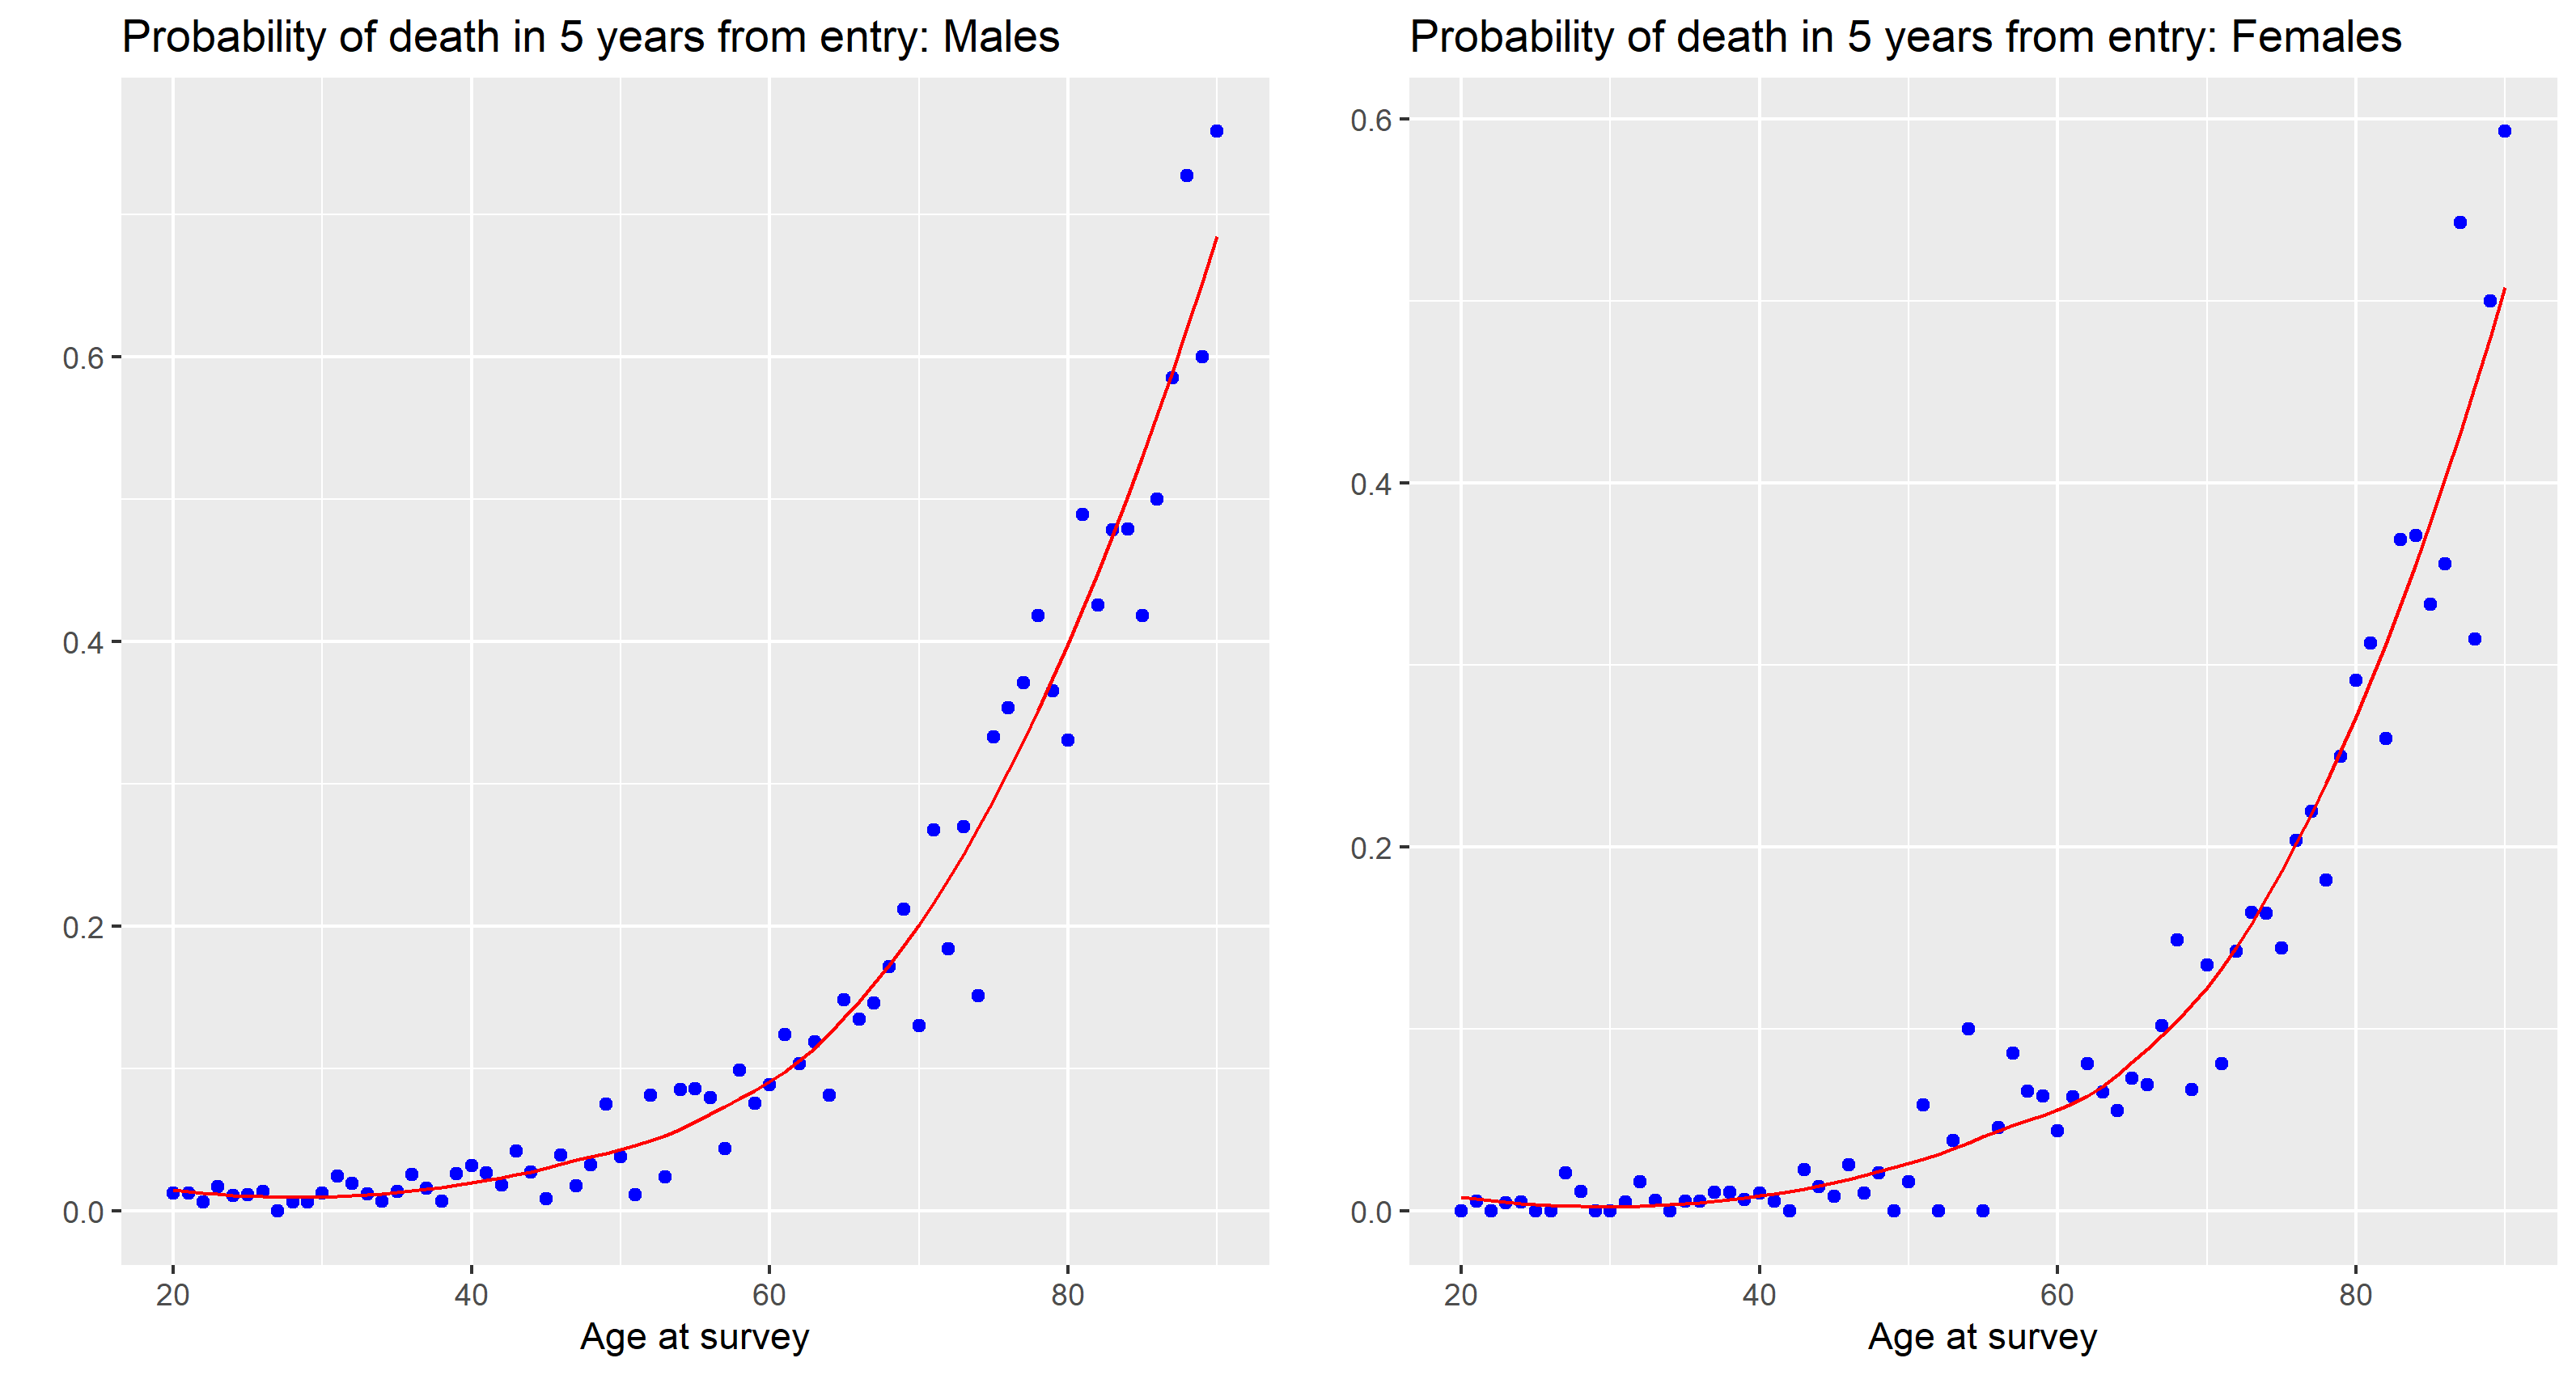 Probability of death in 5 years from entry: Males
0.6
0.4
0.2
0.0
20 40 60 80
Age at survey
Probability of death in 5 years from entry: Females
0.6
0.4
0.2
0.0
20 40 60 80
Age at survey